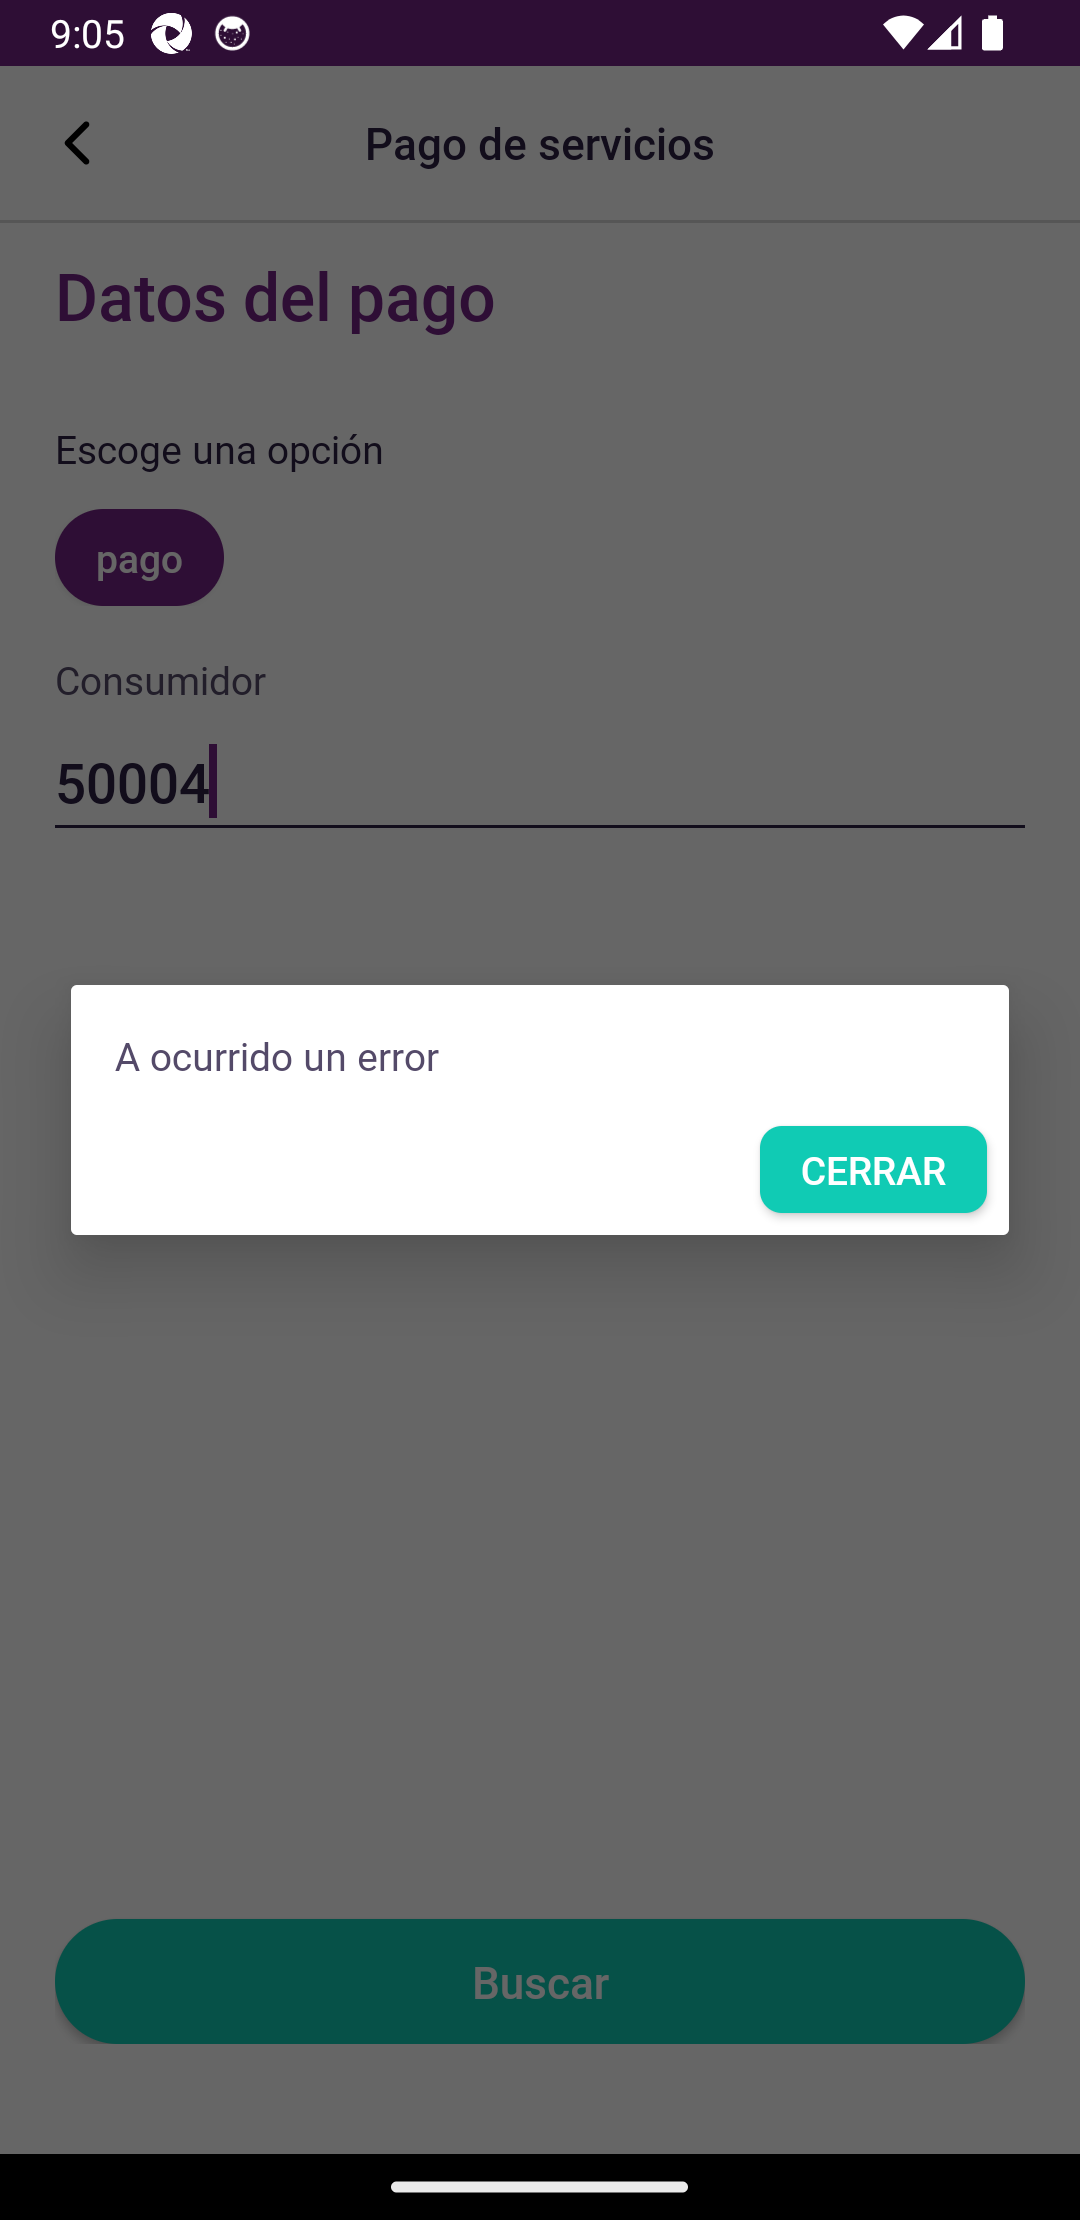 9:05
Pago de servicios
Datos del pago
Escoge una opción
pago
Consumidor
50004
A ocurrido un error
CERRAR
Buscar